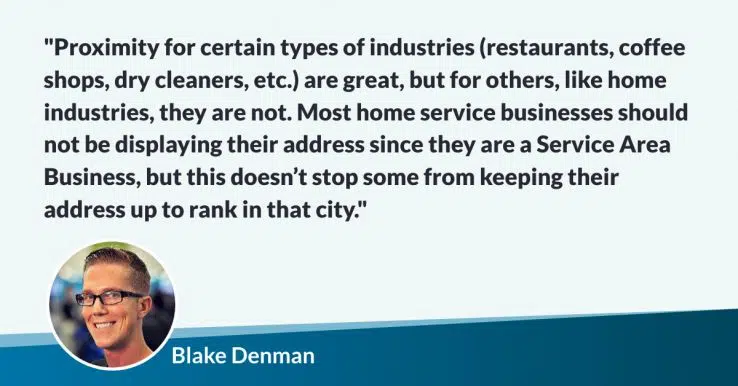 "Proximity for certain types of industries (restaurants, coffee
shops, dry cleaners, etc.) are great, but for others, like home
industries, they are not. Most home service businesses should
not be displaying their address since they are a Service Area
Business, but this doesn’t stop some from keeping their
address up to rank in that city."
Blake Denman